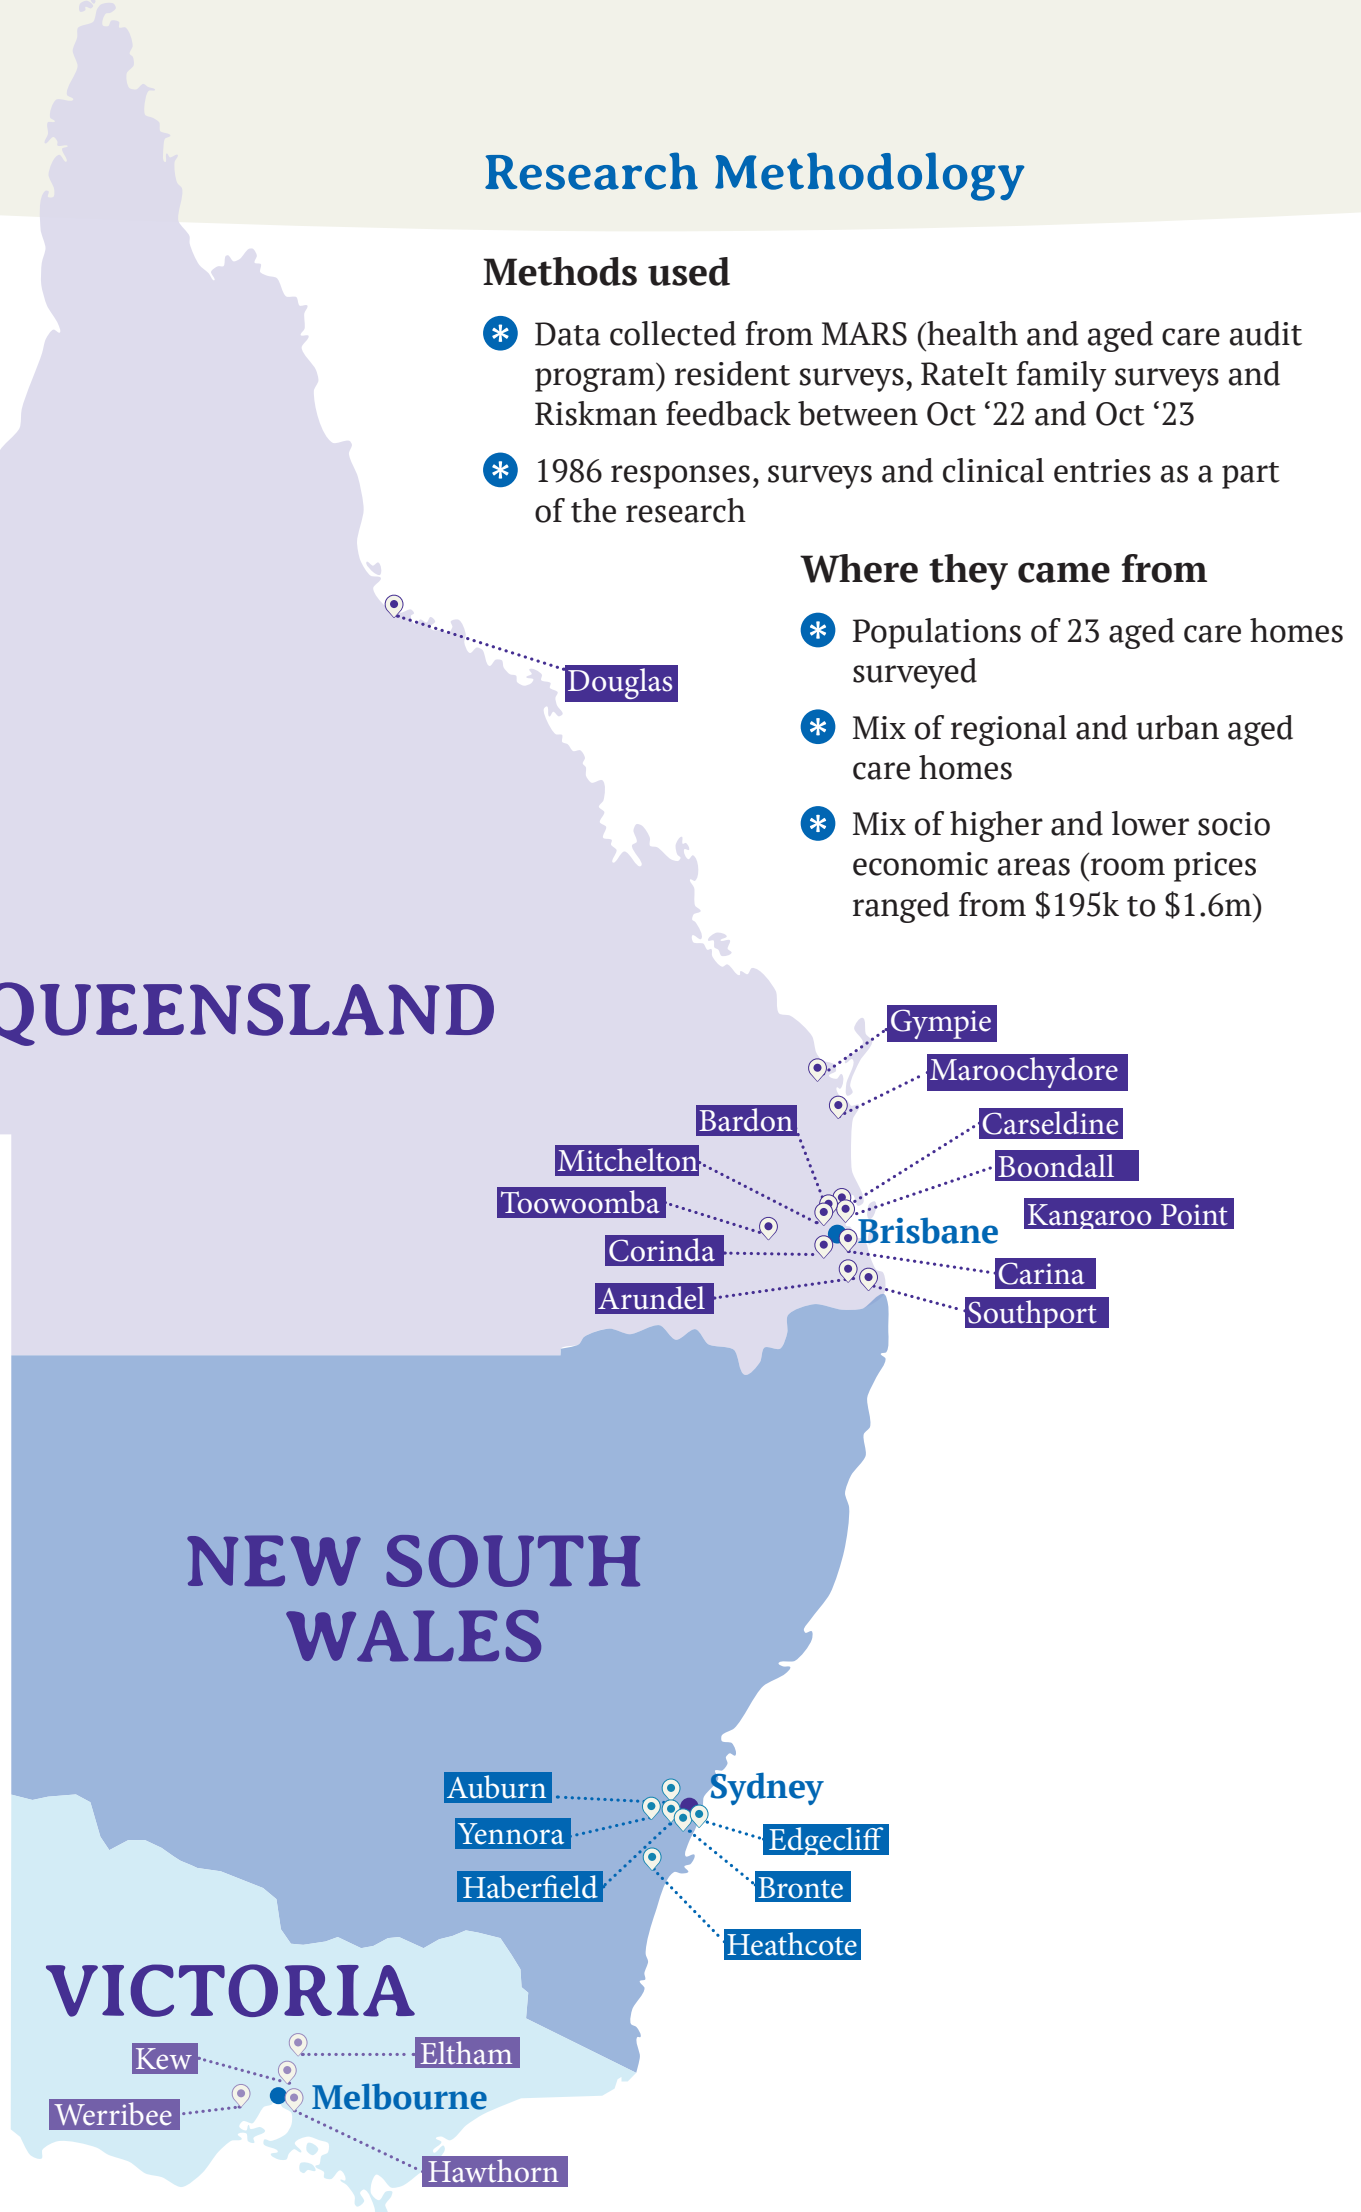 Research Methodology
Methods used
* Data collected from MARS (health and aged care audit
program) resident surveys, RateIt family surveys and
Riskman feedback between Oct ‘22 and Oct ‘23
* 1986 responses, surveys and clinical entries as a part
of the research
Where they came from
* Populations of 23 aged care homes
surveyed
* Mix of regional and urban aged
care homes
* Mix of higher and lower socio
economic areas (room prices
ranged from $195k to $1.6m)
Douglas
QUEENSLAND
Gympie
Maroochydore
Bardon
Carseldine
Mitchelton
Boondall
Toowoomba
Kangaroo Point
Brisbane
Corinda
Carina
Arundel
Southport
NEW SOUTH
WALES
Auburn
Sydney
Yennora
Edgecliff
Haberfield
Bronte
Heathcote
VICTORIA
Kew
Eltham
Melbourne
Werribee
Hawthorn